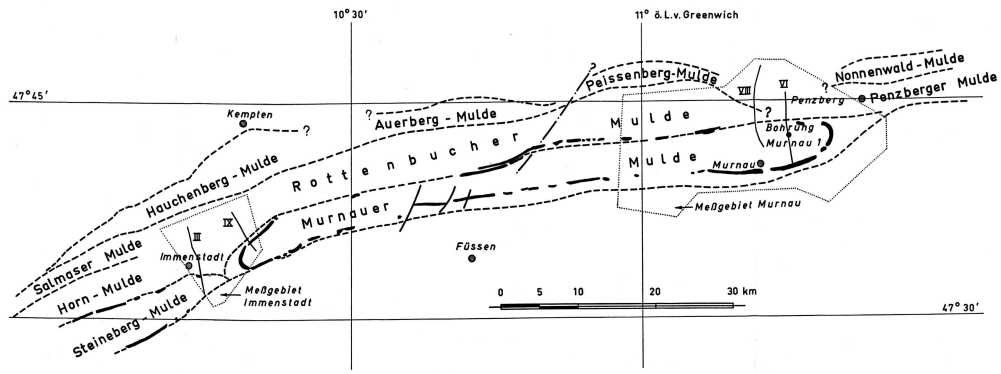 10° 30'
11° ö.L.v. Greenwich
47° 45'
Nonnenwald-Mulde
?
Peissenberg-Mulde
VIII
VI
?
Penzberg
Penzberger Mulde
Kempten
?
?
Auerberg - Mulde
?
Bohrung
Murnau 1
Rottenbucher Mulde
Murnau
Hauchenberg-Mulde
Murnauer Mulde
Meßgebiet Murnau
IX
III
Füssen
Salmaser Mulde
Immenstadt
Horn-Mulde
Meßgebiet
Immenstadt
Steineberg-Mulde
0 5 10 20 30 km
47° 30'